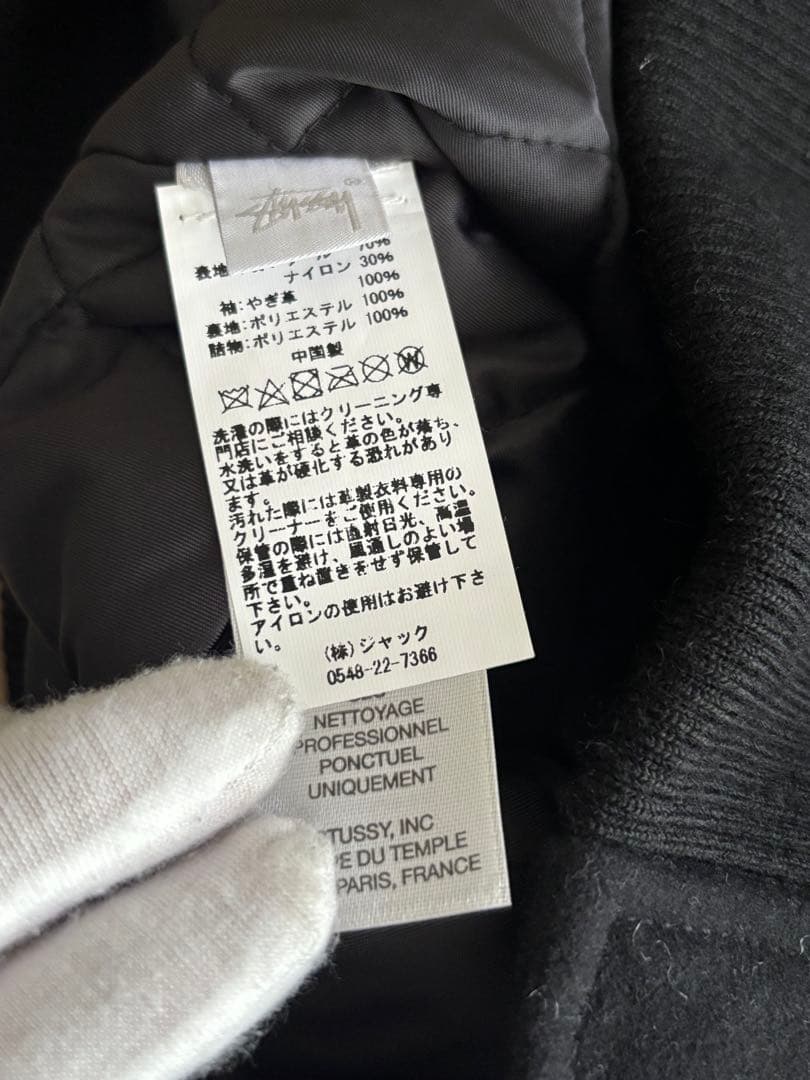 Stüssy
表地 ール 70%
ナイロン 30%
袖:やぎ革 100%
裏地:ポリエステル 100%
詰物:ポリエステル 100%
中国製
洗濯の際にはクリーニング専
門店にご相談ください。
水洗いをすると革の色が落ち、
又は革が硬化する恐れがあり
ます。
汚れた際には革製衣料専用の
クリーナーをご使用ください。
保管の際には直射日光、高温
多湿を避け、風通しのよい場
所で重ね置きをせず保管して
下さい。
アイロンの使用はお避け下さ
い。
(株)ジャック
0548-22-7366
NETTOYAGE
PROFESSIONNEL
PONCTUEL
UNIQUEMENT
STUSSY, INC
PE DU TEMPLE
PARIS, FRANCE